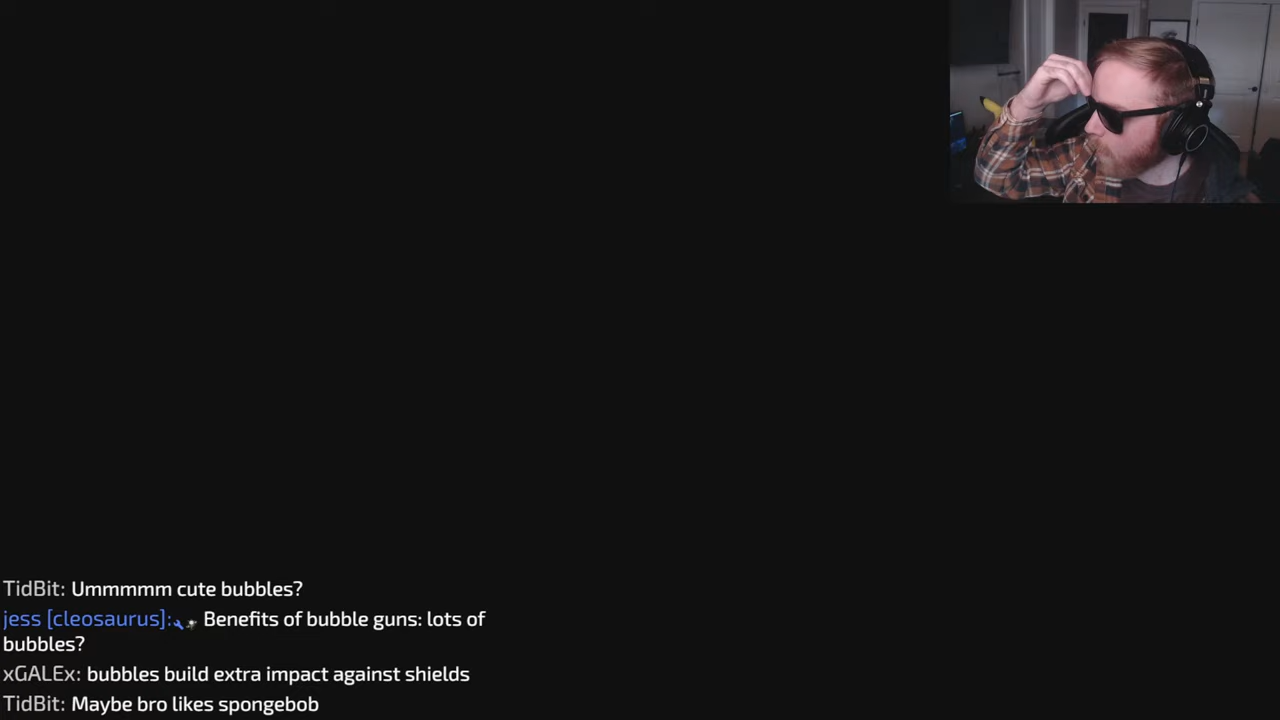 TidBit: Ummmmm cute bubbles?
jess [cleosaurus]: Benefits of bubble guns: lots of
bubbles?
xGALEx: bubbles build extra impact against shields
TidBit: Maybe bro likes spongebob